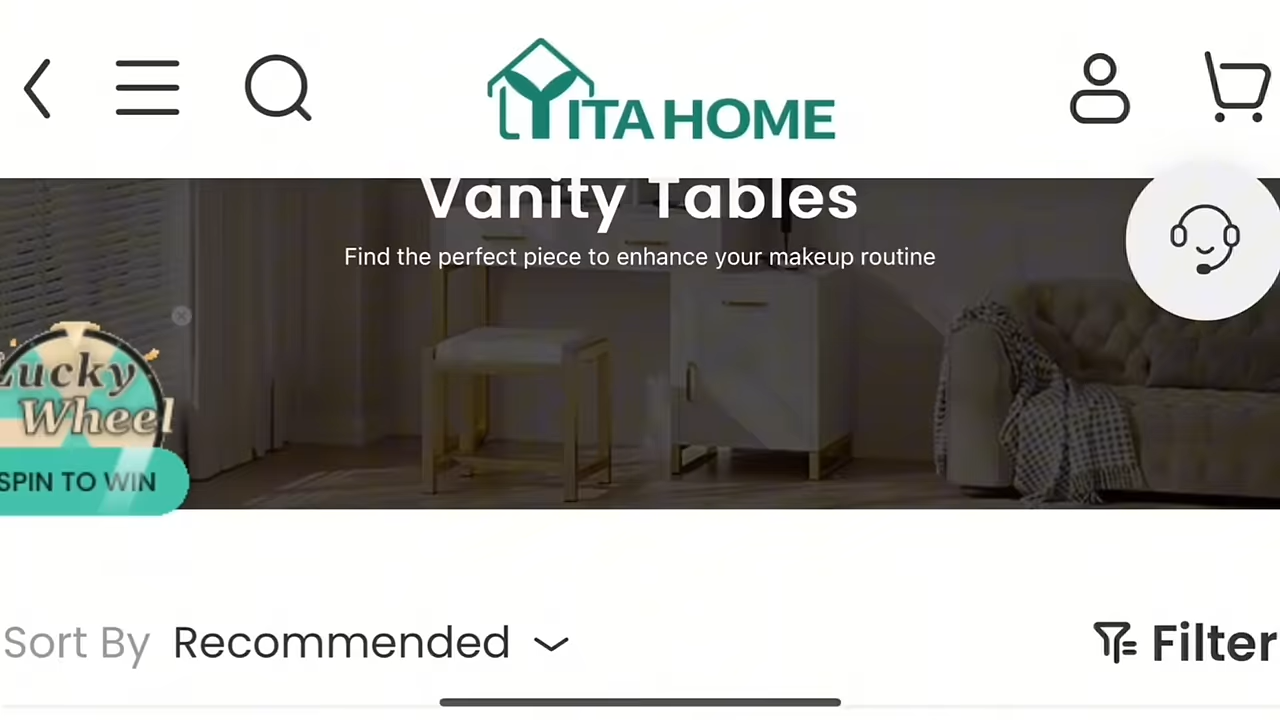 YITA HOME
Vanity Tables
Find the perfect piece to enhance your makeup routine
Lucky
Wheel
SPIN TO WIN
Sort By Recommended
Filter